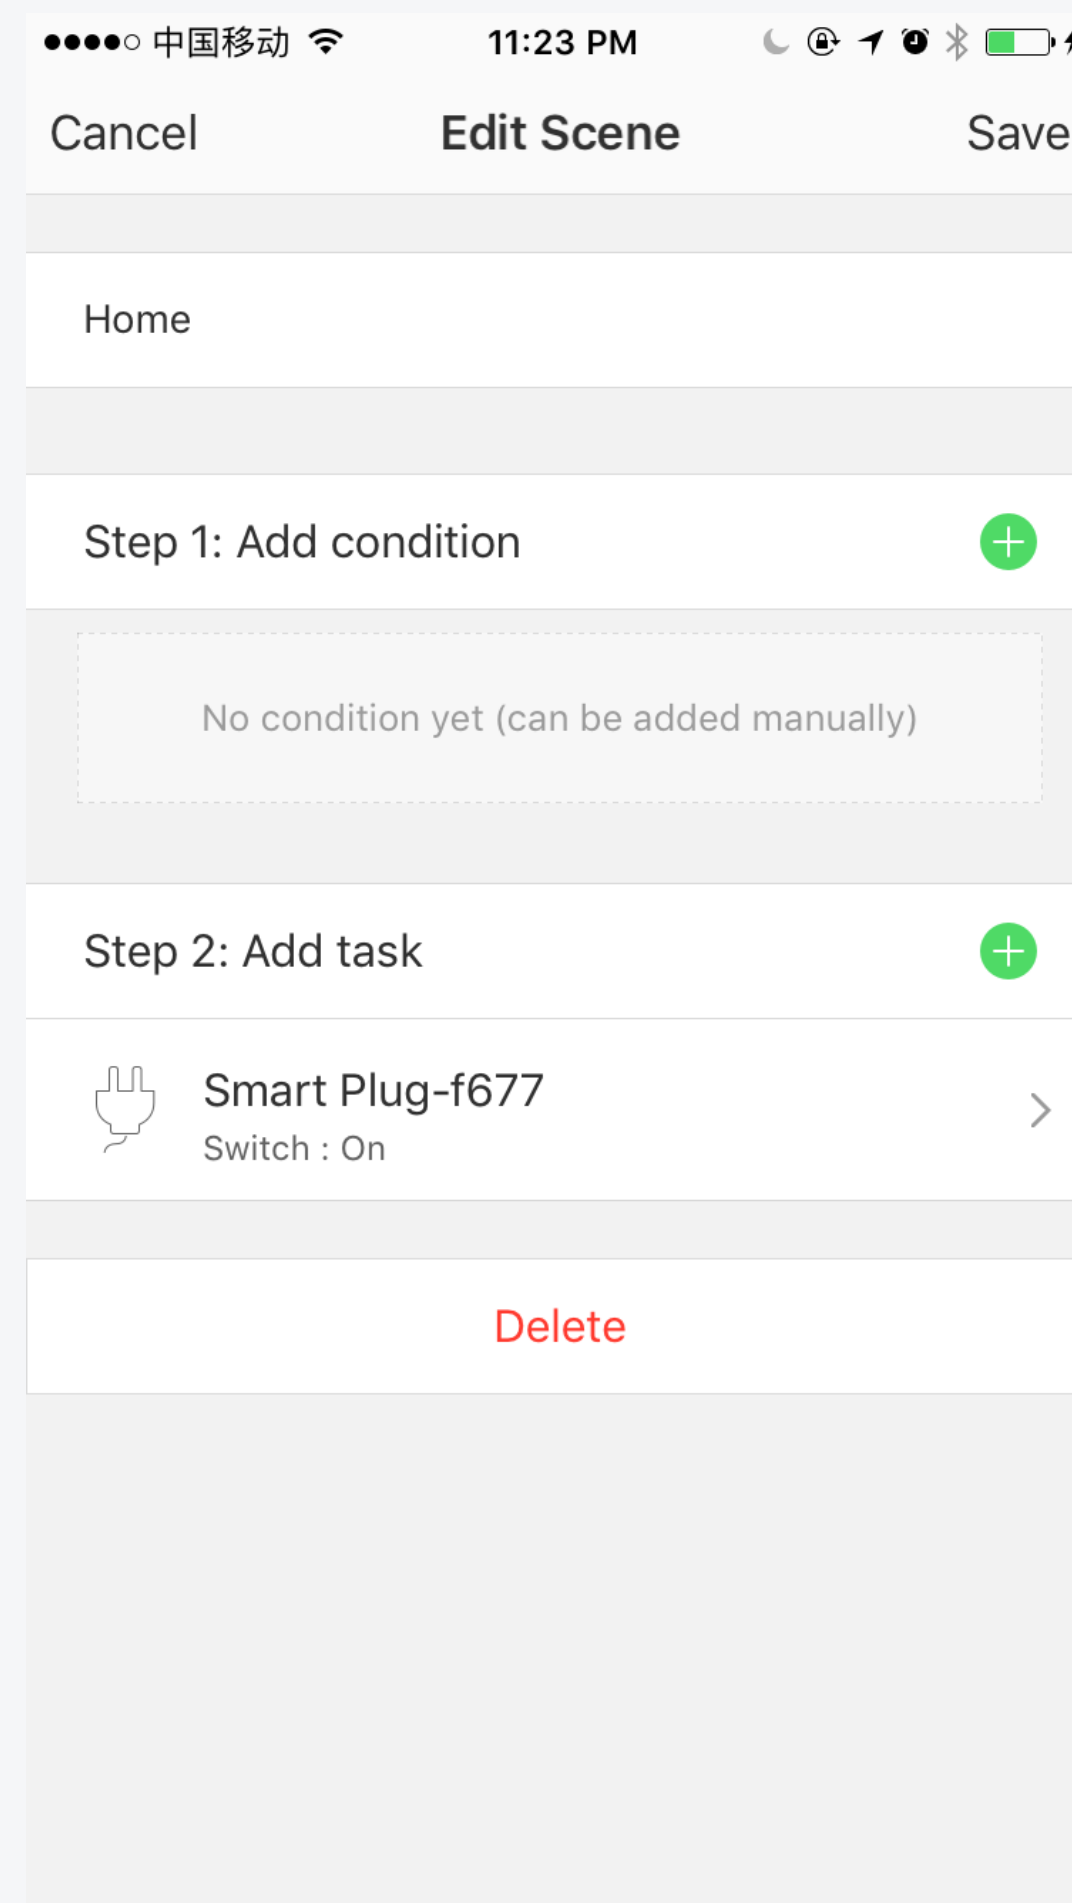 中国移动 11:23 PM
Cancel Edit Scene Save
Home
Step 1: Add condition
No condition yet (can be added manually)
Step 2: Add task
Smart Plug-f677
Switch : On
Delete